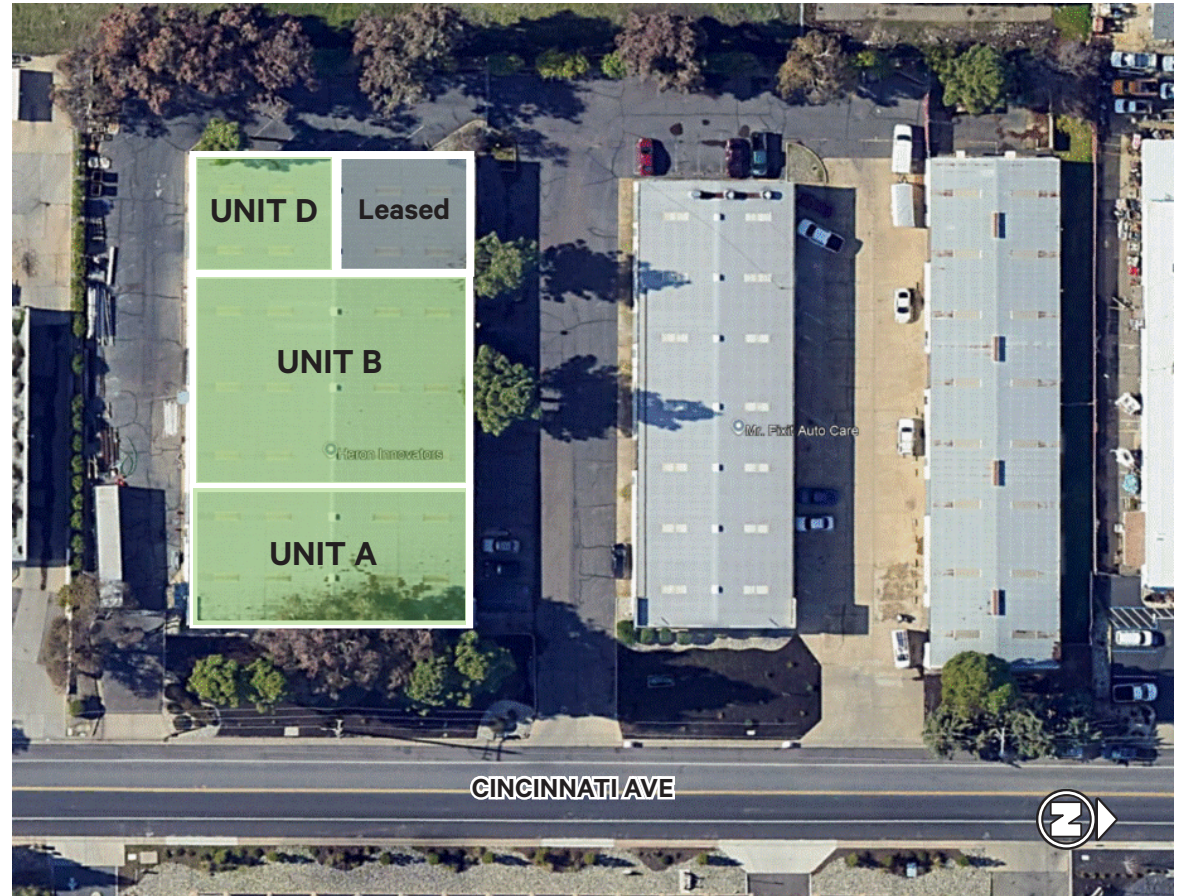 UNIT D
Leased
UNIT B
Mr. Fixit Auto Care
Heron Innovators
UNIT A
CINCINNATI AVE
N